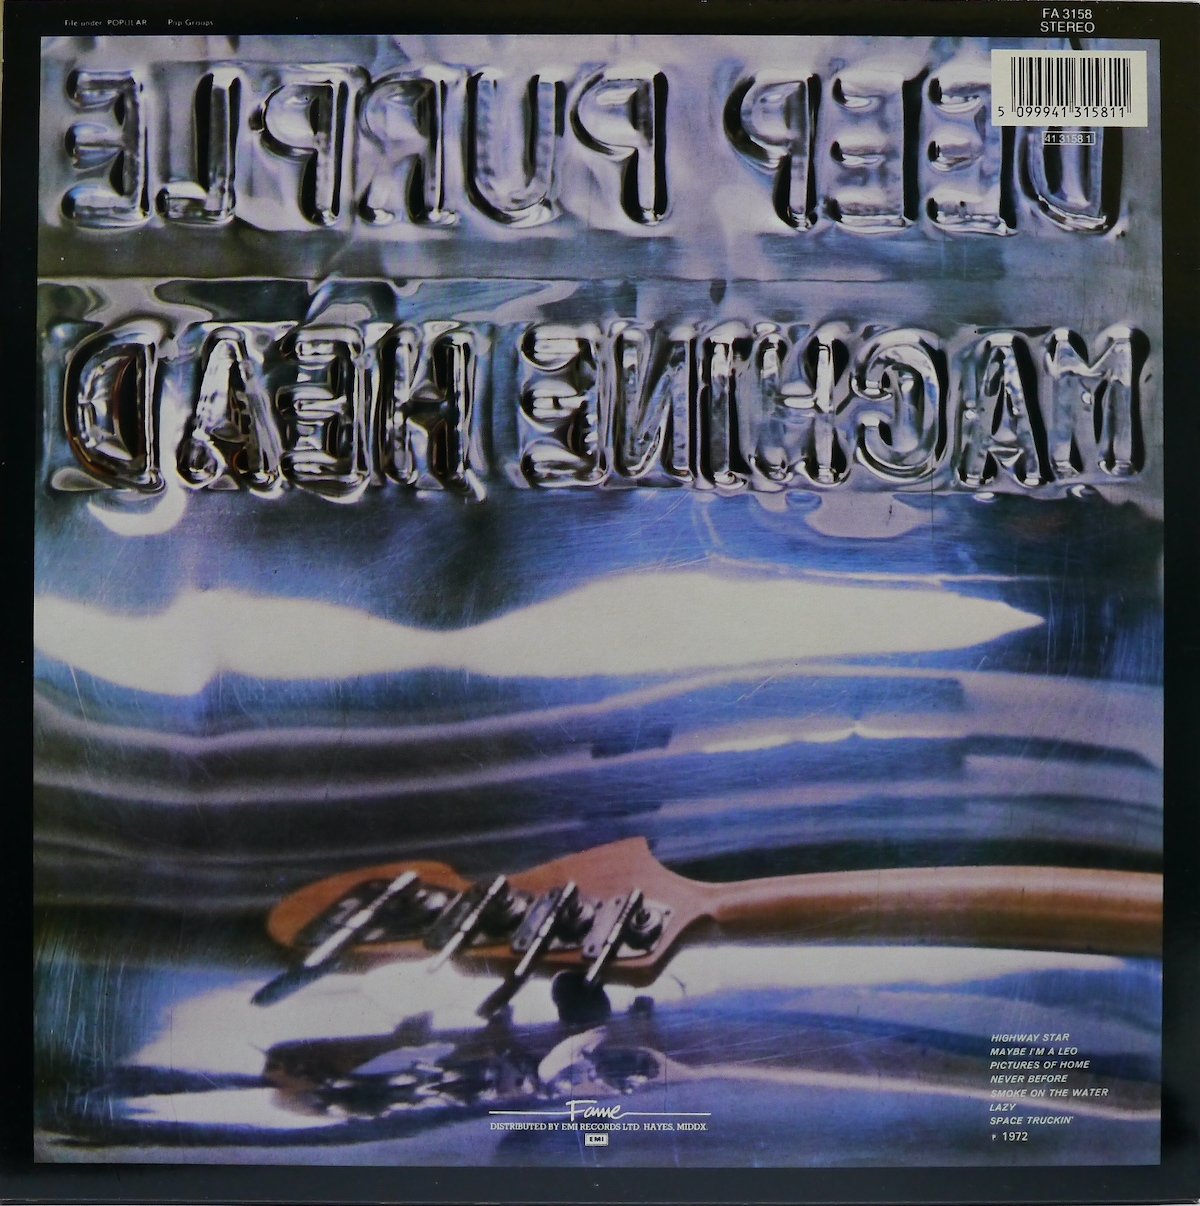 File under POPULAR Pop Groups
FA 3158
STEREO
5 099941 315811
41 3158 1
DEEP PURPLE
MACHINE HEAD
HIGHWAY STAR
MAYBE I'M A LEO
PICTURES OF HOME
NEVER BEFORE
SMOKE ON THE WATER
LAZY
SPACE TRUCKIN'
℗ 1972
Fame
DISTRIBUTED BY EMI RECORDS LTD. HAYES, MIDDX.
EMI